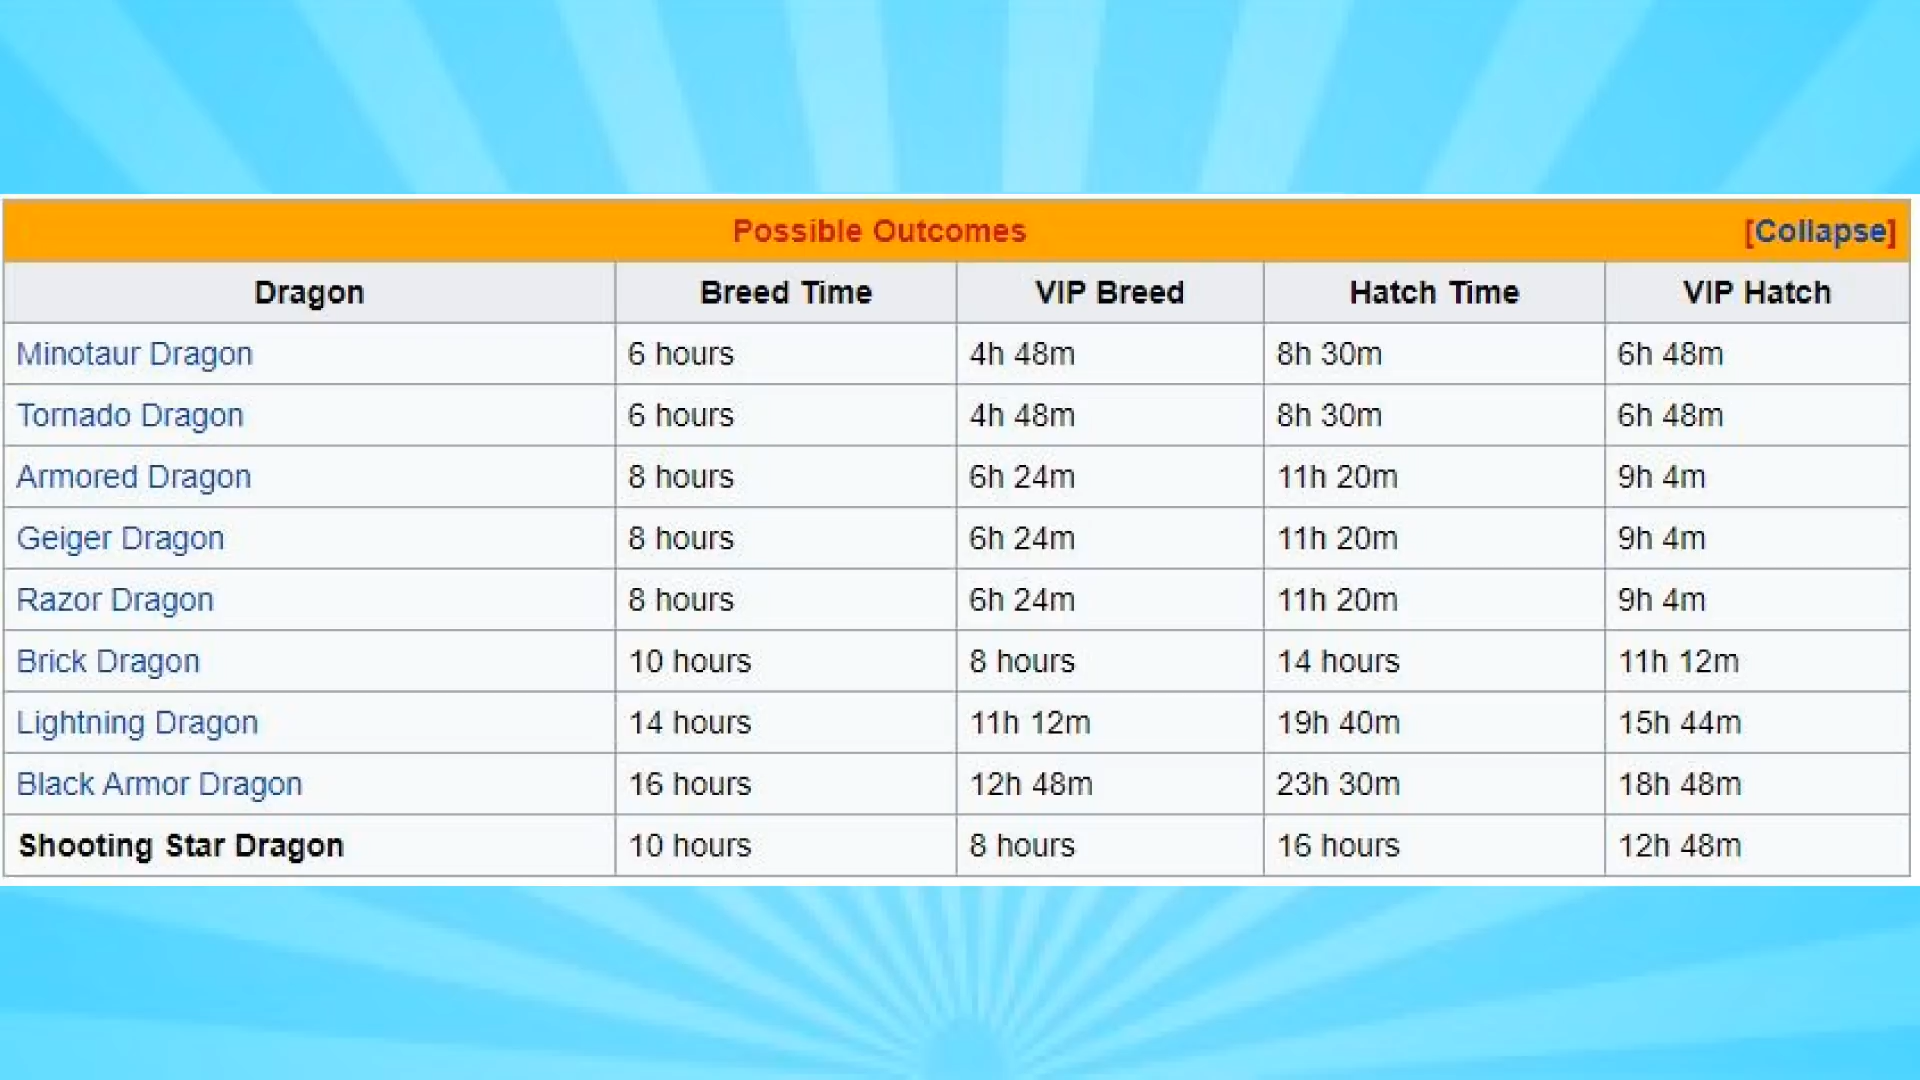 Possible Outcomes [Collapse]
Dragon Breed Time VIP Breed Hatch Time VIP Hatch
Minotaur Dragon 6 hours 4h 48m 8h 30m 6h 48m
Tornado Dragon 6 hours 4h 48m 8h 30m 6h 48m
Armored Dragon 8 hours 6h 24m 11h 20m 9h 4m
Geiger Dragon 8 hours 6h 24m 11h 20m 9h 4m
Razor Dragon 8 hours 6h 24m 11h 20m 9h 4m
Brick Dragon 10 hours 8 hours 14 hours 11h 12m
Lightning Dragon 14 hours 11h 12m 19h 40m 15h 44m
Black Armor Dragon 16 hours 12h 48m 23h 30m 18h 48m
Shooting Star Dragon 10 hours 8 hours 16 hours 12h 48m